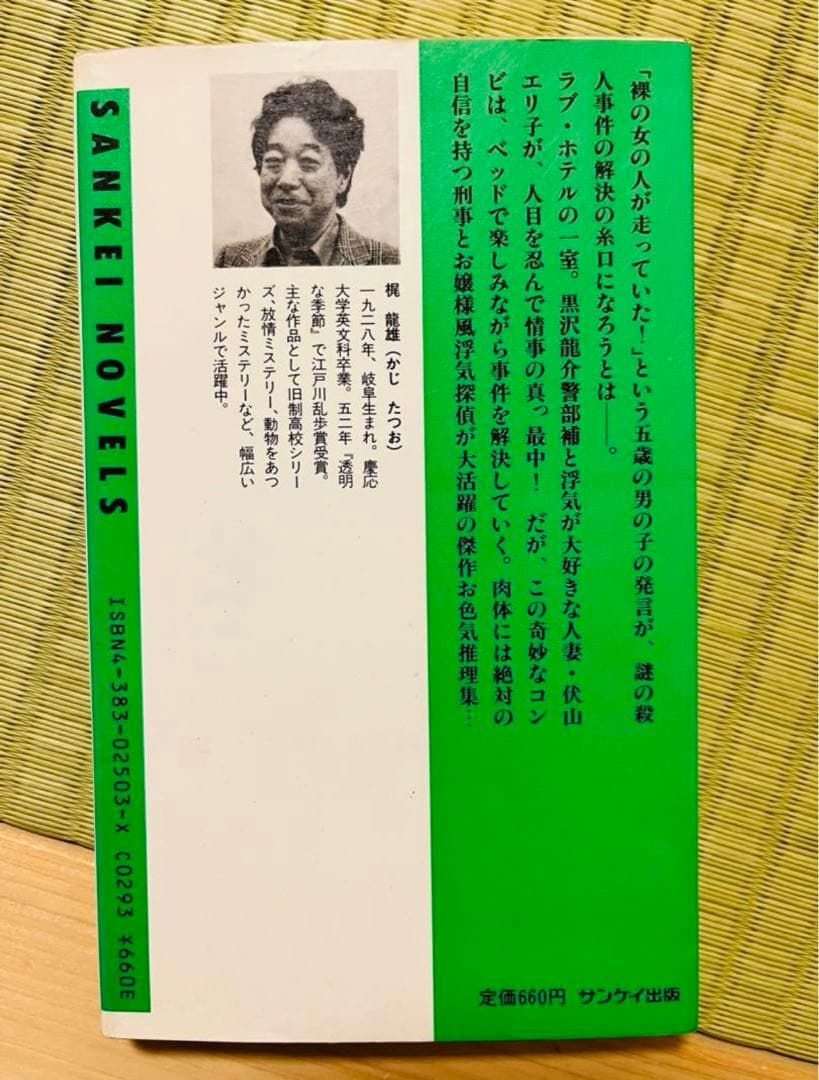 「裸の女の人が走っていた！」という五歳の男の子の発言が、謎の殺
人事件の解決の糸口になろうとは――。
ラブ・ホテルの一室。黒沢龍介警部補と浮気が大好きな人妻・伏山
エリ子が、人目を忍んで情事の真っ最中！　だが、この奇妙なコン
ビは、ベッドで楽しみながら事件を解決していく。肉体には絶対の
自信を持つ刑事とお嬢様風浮気探偵が大活躍の傑作お色気推理集…
梶　龍雄（かじ　たつお）
一九二八年、岐阜生まれ。慶応
大学英文科卒業。五二年『透明
な季節』で江戸川乱歩賞受賞。
主な作品として旧制高校シリー
ズ、放情ミステリー、動物をあつ
かったミステリーなど、幅広い
ジャンルで活躍中。
SANKEI NOVELS
ISBN4-383-02503-X C0293 ¥660E
定価660円 サンケイ出版